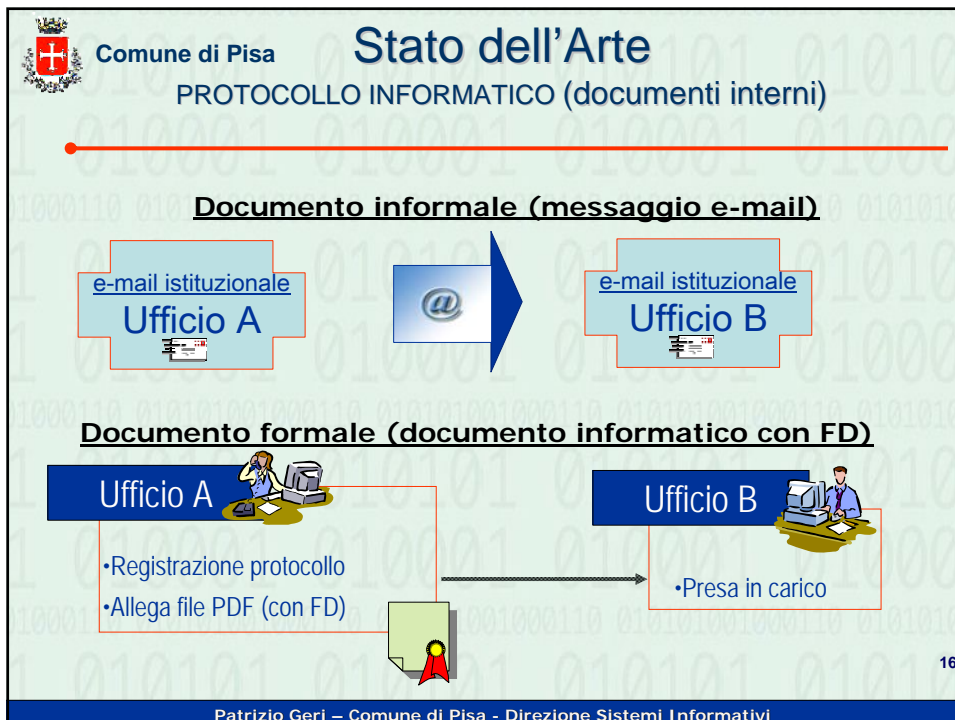 Comune di Pisa
Stato dell'Arte
PROTOCOLLO INFORMATICO (documenti interni)
Documento informale (messaggio e-mail)
e-mail istituzionale
Ufficio A
@
e-mail istituzionale
Ufficio B
Documento formale (documento informatico con FD)
Ufficio A
•Registrazione protocollo
•Allega file PDF (con FD)
Ufficio B
•Presa in carico
16
Patrizio Geri – Comune di Pisa - Direzione Sistemi Informativi